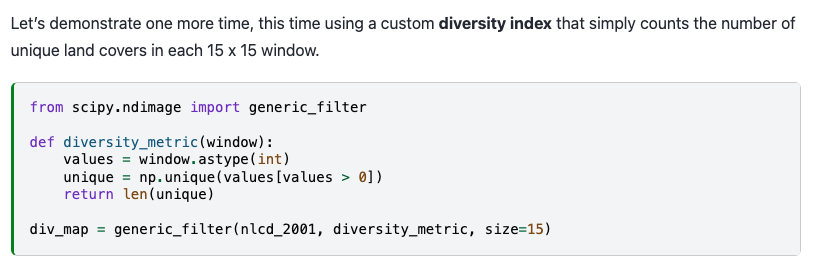 Let's demonstrate one more time, this time using a custom diversity index that simply counts the number of
unique land covers in each 15 x 15 window.
from scipy.ndimage import generic_filter
def diversity_metric(window):
    values = window.astype(int)
    unique = np.unique(values[values > 0])
    return len(unique)
div_map = generic_filter(nlcd_2001, diversity_metric, size=15)